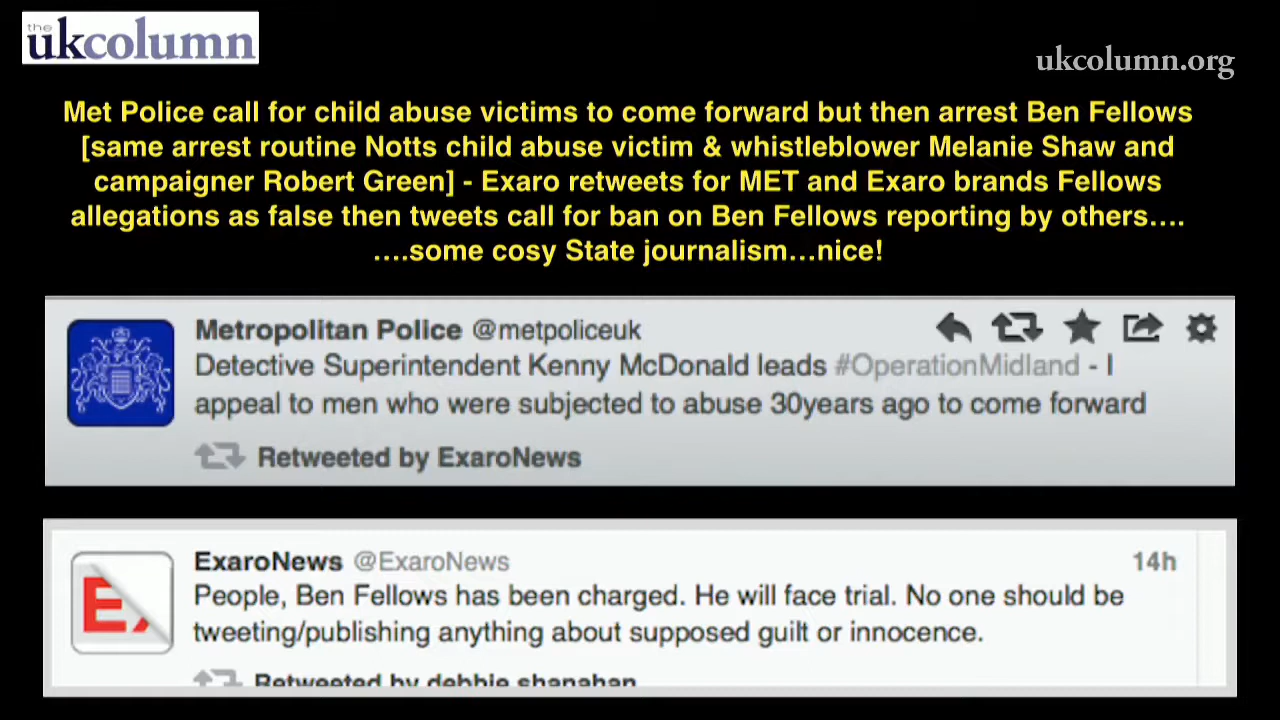 the
ukcolumn
ukcolumn.org
Met Police call for child abuse victims to come forward but then arrest Ben Fellows
[same arrest routine Notts child abuse victim & whistleblower Melanie Shaw and
campaigner Robert Green] - Exaro retweets for MET and Exaro brands Fellows
allegations as false then tweets call for ban on Ben Fellows reporting by others....
....some cosy State journalism...nice!
Metropolitan Police @metpoliceuk
Detective Superintendent Kenny McDonald leads #OperationMidland - I
appeal to men who were subjected to abuse 30years ago to come forward
Retweeted by ExaroNews
E
ExaroNews @ExaroNews 14h
People, Ben Fellows has been charged. He will face trial. No one should be
tweeting/publishing anything about supposed guilt or innocence.
Retweeted by debbie shanahan